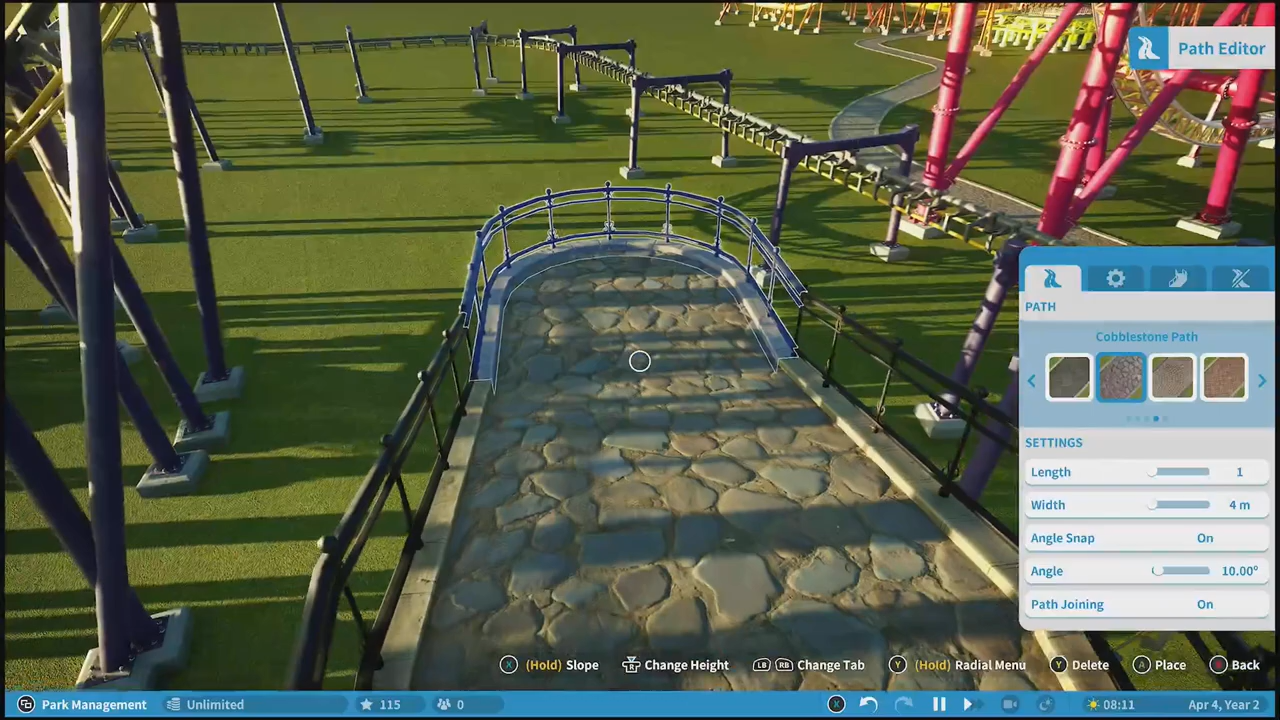 Path Editor
PATH
Cobblestone Path
SETTINGS
Length 1
Width 4 m
Angle Snap On
Angle 10.00°
Path Joining On
X (Hold) Slope R Change Height LB RB Change Tab Y (Hold) Radial Menu Y Delete A Place B Back
Park Management Unlimited 115 0 X 08:11 Apr 4, Year 2